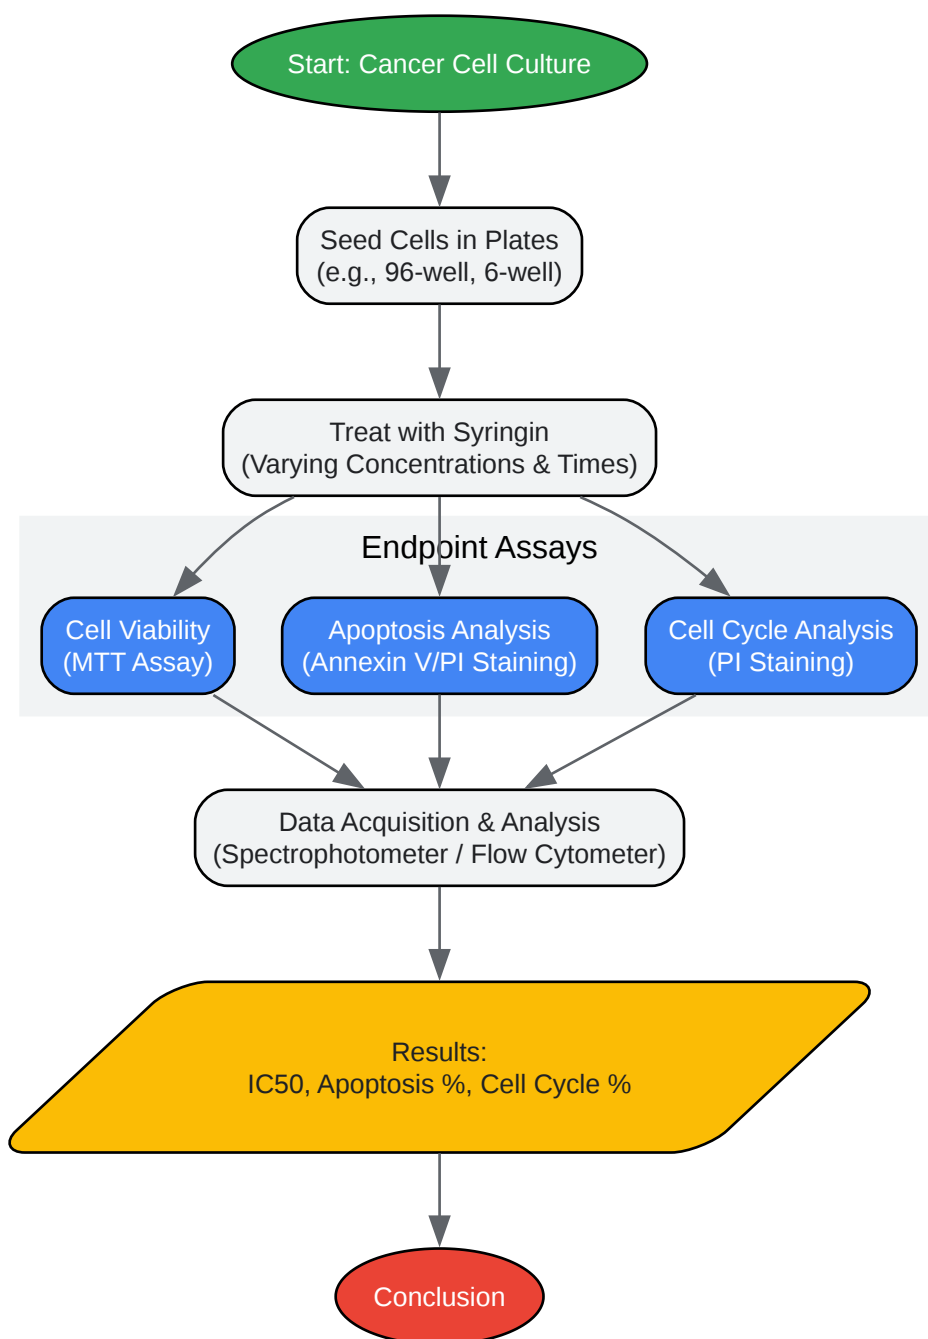 Start: Cancer Cell Culture
Seed Cells in Plates
(e.g., 96-well, 6-well)
Treat with Syringin
(Varying Concentrations & Times)
Endpoint Assays
Cell Viability
(MTT Assay)
Apoptosis Analysis
(Annexin V/PI Staining)
Cell Cycle Analysis
(PI Staining)
Data Acquisition & Analysis
(Spectrophotometer / Flow Cytometer)
Results:
IC50, Apoptosis %, Cell Cycle %
Conclusion